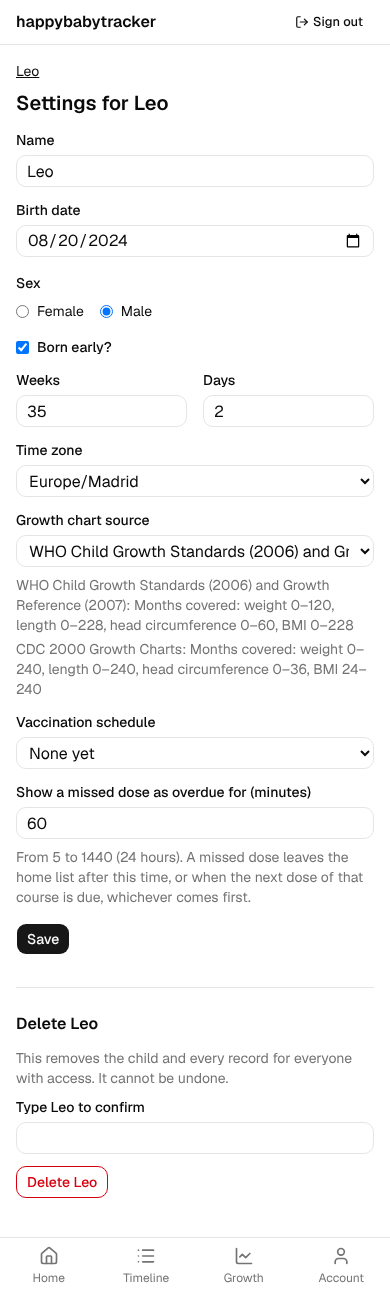 happybabytracker
Sign out
Leo
Settings for Leo
Name
Leo
Birth date
08/20/2024
Sex
Female
Male
Born early?
Weeks
Days
35
2
Time zone
Europe/Madrid
Growth chart source
WHO Child Growth Standards (2006) and Gr
WHO Child Growth Standards (2006) and Growth
Reference (2007): Months covered: weight 0–120,
length 0–228, head circumference 0–60, BMI 0–228
CDC 2000 Growth Charts: Months covered: weight 0–
240, length 0–240, head circumference 0–36, BMI 24–
240
Vaccination schedule
None yet
Show a missed dose as overdue for (minutes)
60
From 5 to 1440 (24 hours). A missed dose leaves the
home list after this time, or when the next dose of that
course is due, whichever comes first.
Save
Delete Leo
This removes the child and every record for everyone
with access. It cannot be undone.
Type Leo to confirm
Delete Leo
Home
Timeline
Growth
Account